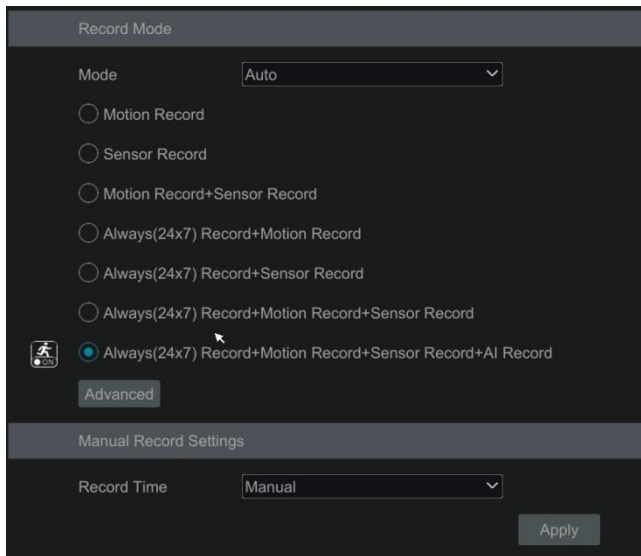 Record Mode
Mode Auto
Motion Record
Sensor Record
Motion Record+Sensor Record
Always(24x7) Record+Motion Record
Always(24x7) Record+Sensor Record
Always(24x7) Record+Motion Record+Sensor Record
ON
Always(24x7) Record+Motion Record+Sensor Record+AI Record
Advanced
Manual Record Settings
Record Time Manual
Apply